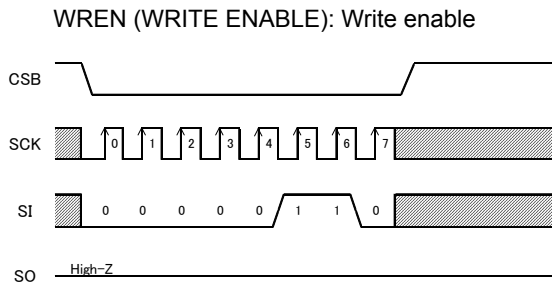 WREN (WRITE ENABLE): Write enable
CSB
SCK
0 1 2 3 4 5 6 7
SI
0 0 0 0 0 1 1 0
High-Z
SO